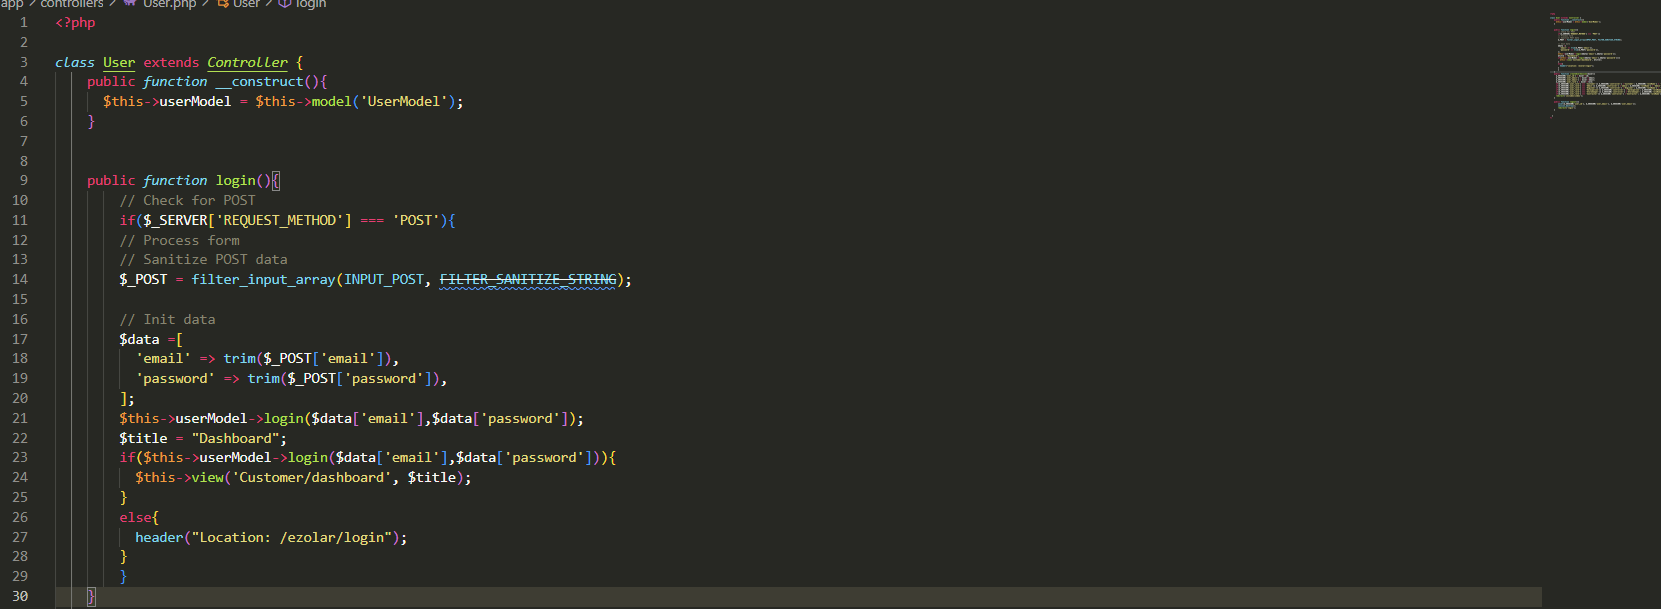 app > controllers > User.php > User > login
1 <?php
2
3 class User extends Controller {
4 public function __construct(){
5 $this->userModel = $this->model('UserModel');
6 }
7
8
9 public function login(){
10 // Check for POST
11 if($_SERVER['REQUEST_METHOD'] === 'POST'){
12 // Process form
13 // Sanitize POST data
14 $_POST = filter_input_array(INPUT_POST, FILTER_SANITIZE_STRING);
15
16 // Init data
17 $data =[
18 'email' => trim($_POST['email']),
19 'password' => trim($_POST['password']),
20 ];
21 $this->userModel->login($data['email'],$data['password']);
22 $title = "Dashboard";
23 if($this->userModel->login($data['email'],$data['password'])){
24 $this->view('Customer/dashboard', $title);
25 }
26 else{
27 header("Location: /ezolar/login");
28 }
29 }
30 }